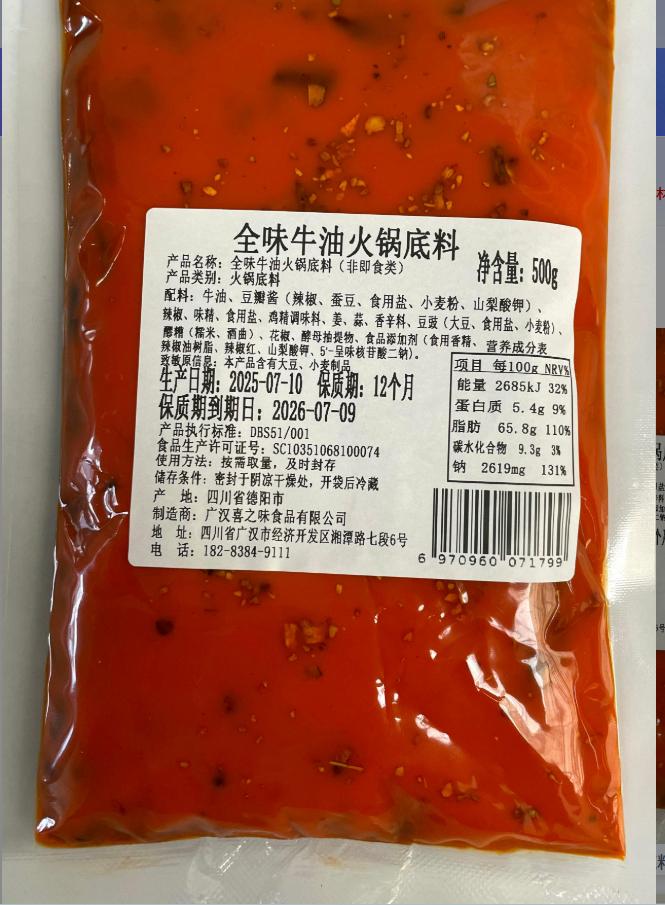 全味牛油火锅底料
净含量：500g
产品名称：全味牛油火锅底料（非即食类）
产品类别：火锅底料
配料：牛油、豆瓣酱（辣椒、蚕豆、食用盐、小麦粉、山梨酸钾）、
辣椒、味精、食用盐、鸡精调味料、姜、蒜、香辛料、豆豉（大豆、食用盐、小麦粉）、
醪糟（糯米、酒曲）、花椒、酵母抽提物、食品添加剂（食用香精、
辣椒油树脂、辣椒红、山梨酸钾、5'-呈味核苷酸二钠）。
致敏原信息：本产品含有大豆、小麦制品
生产日期：2025-07-10 保质期：12个月
保质期到期日：2026-07-09
产品执行标准：DBS51/001
食品生产许可证号：SC10351068100074
使用方法：按需取量，及时封存
储存条件：密封于阴凉干燥处，开袋后冷藏
产 地：四川省德阳市
制造商：广汉喜之味食品有限公司
地 址：四川省广汉市经济开发区湘潭路七段6号
电 话：182-8384-9111
营养成分表
项目 每100g NRV%
能量 2685kJ 32%
蛋白质 5.4g 9%
脂肪 65.8g 110%
碳水化合物 9.3g 3%
钠 2619mg 131%
6 970960 071799